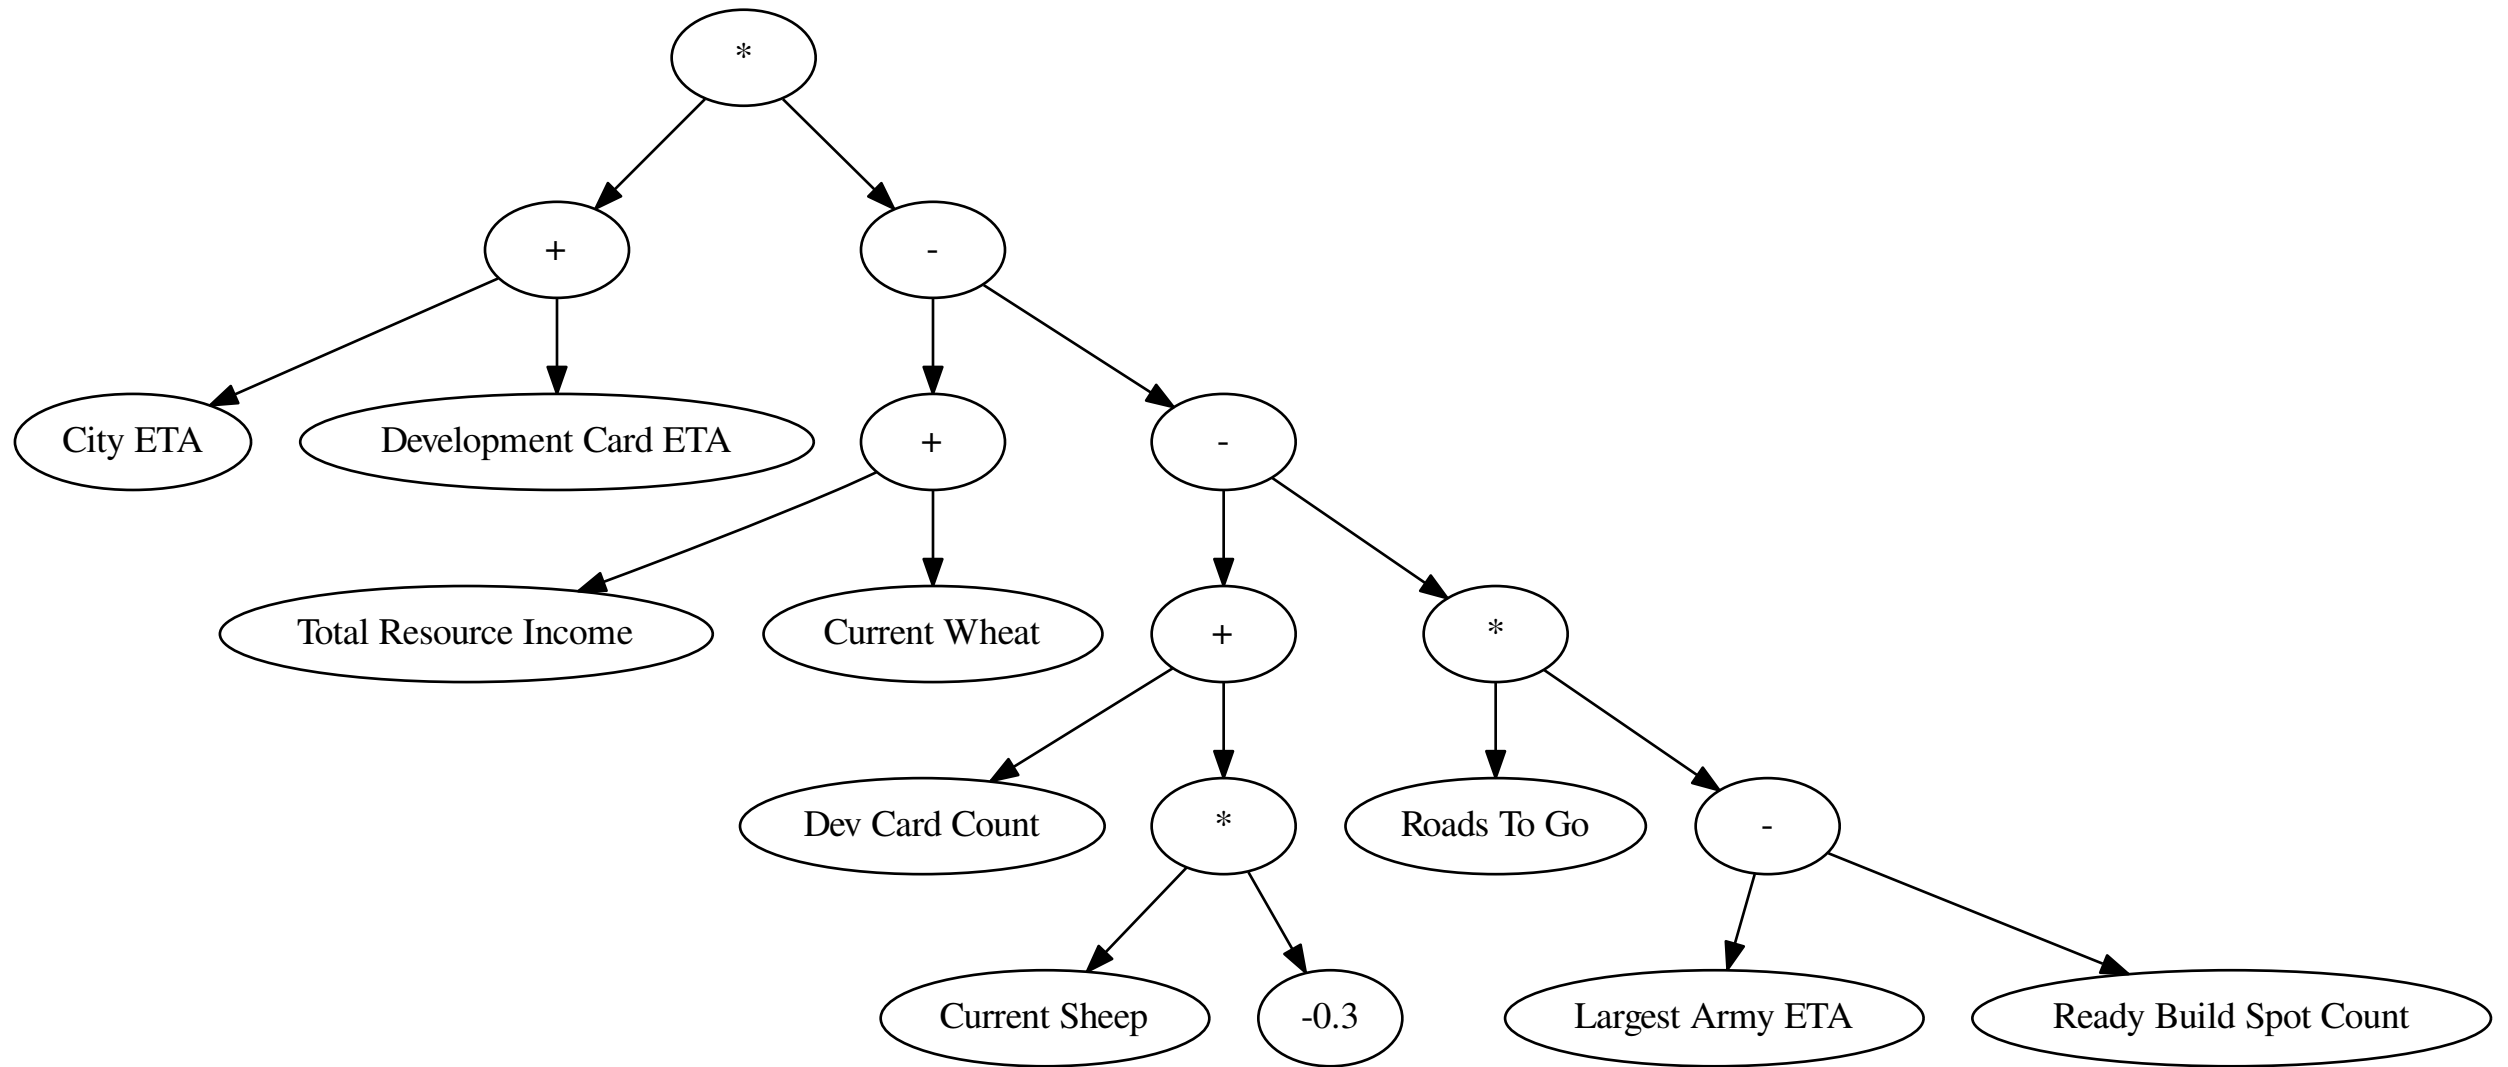 *
+
-
City ETA
Development Card ETA
+
-
Total Resource Income
Current Wheat
+
*
Dev Card Count
*
Roads To Go
-
Current Sheep
-0.3
Largest Army ETA
Ready Build Spot Count